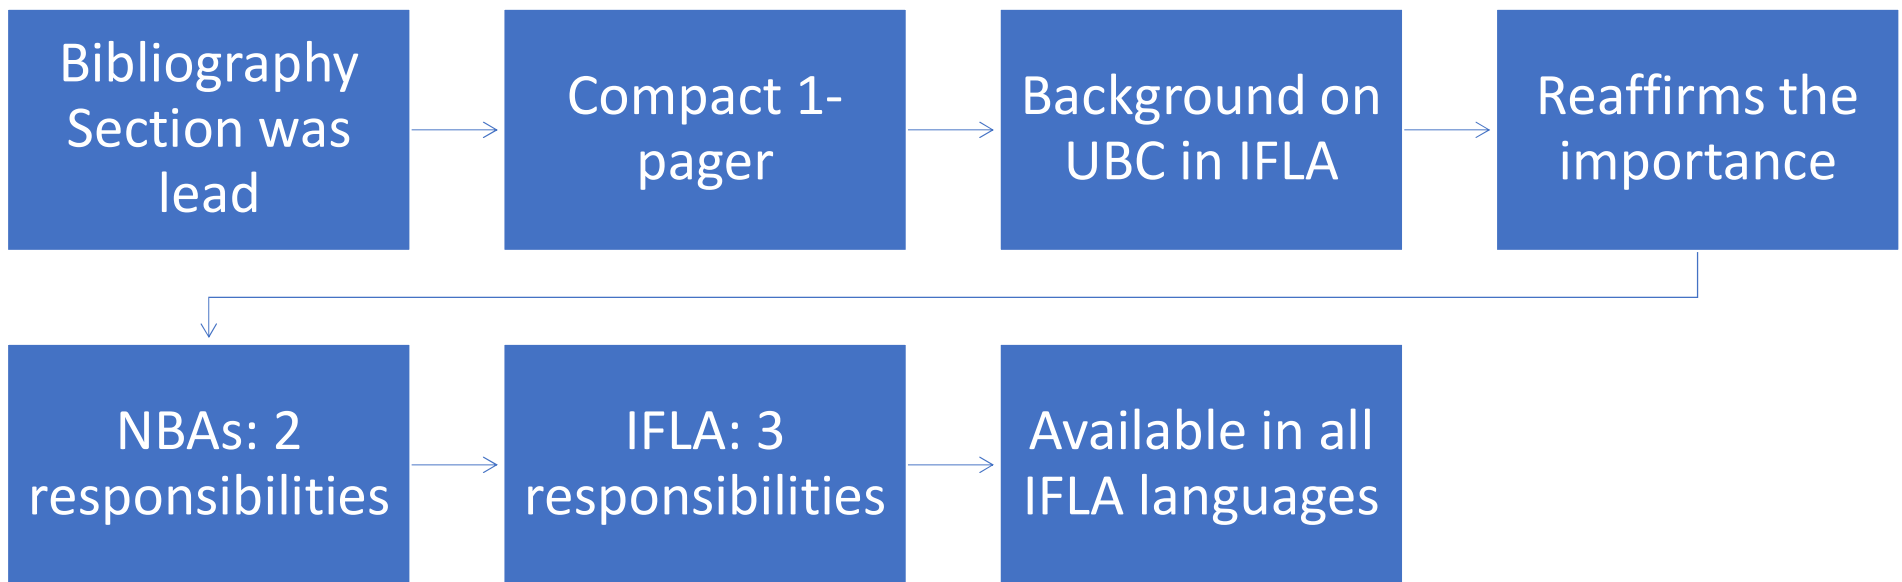 Bibliography
Section was
lead
Compact 1-
pager
Background on
UBC in IFLA
Reaffirms the
importance
NBAs: 2
responsibilities
IFLA: 3
responsibilities
Available in all
IFLA languages